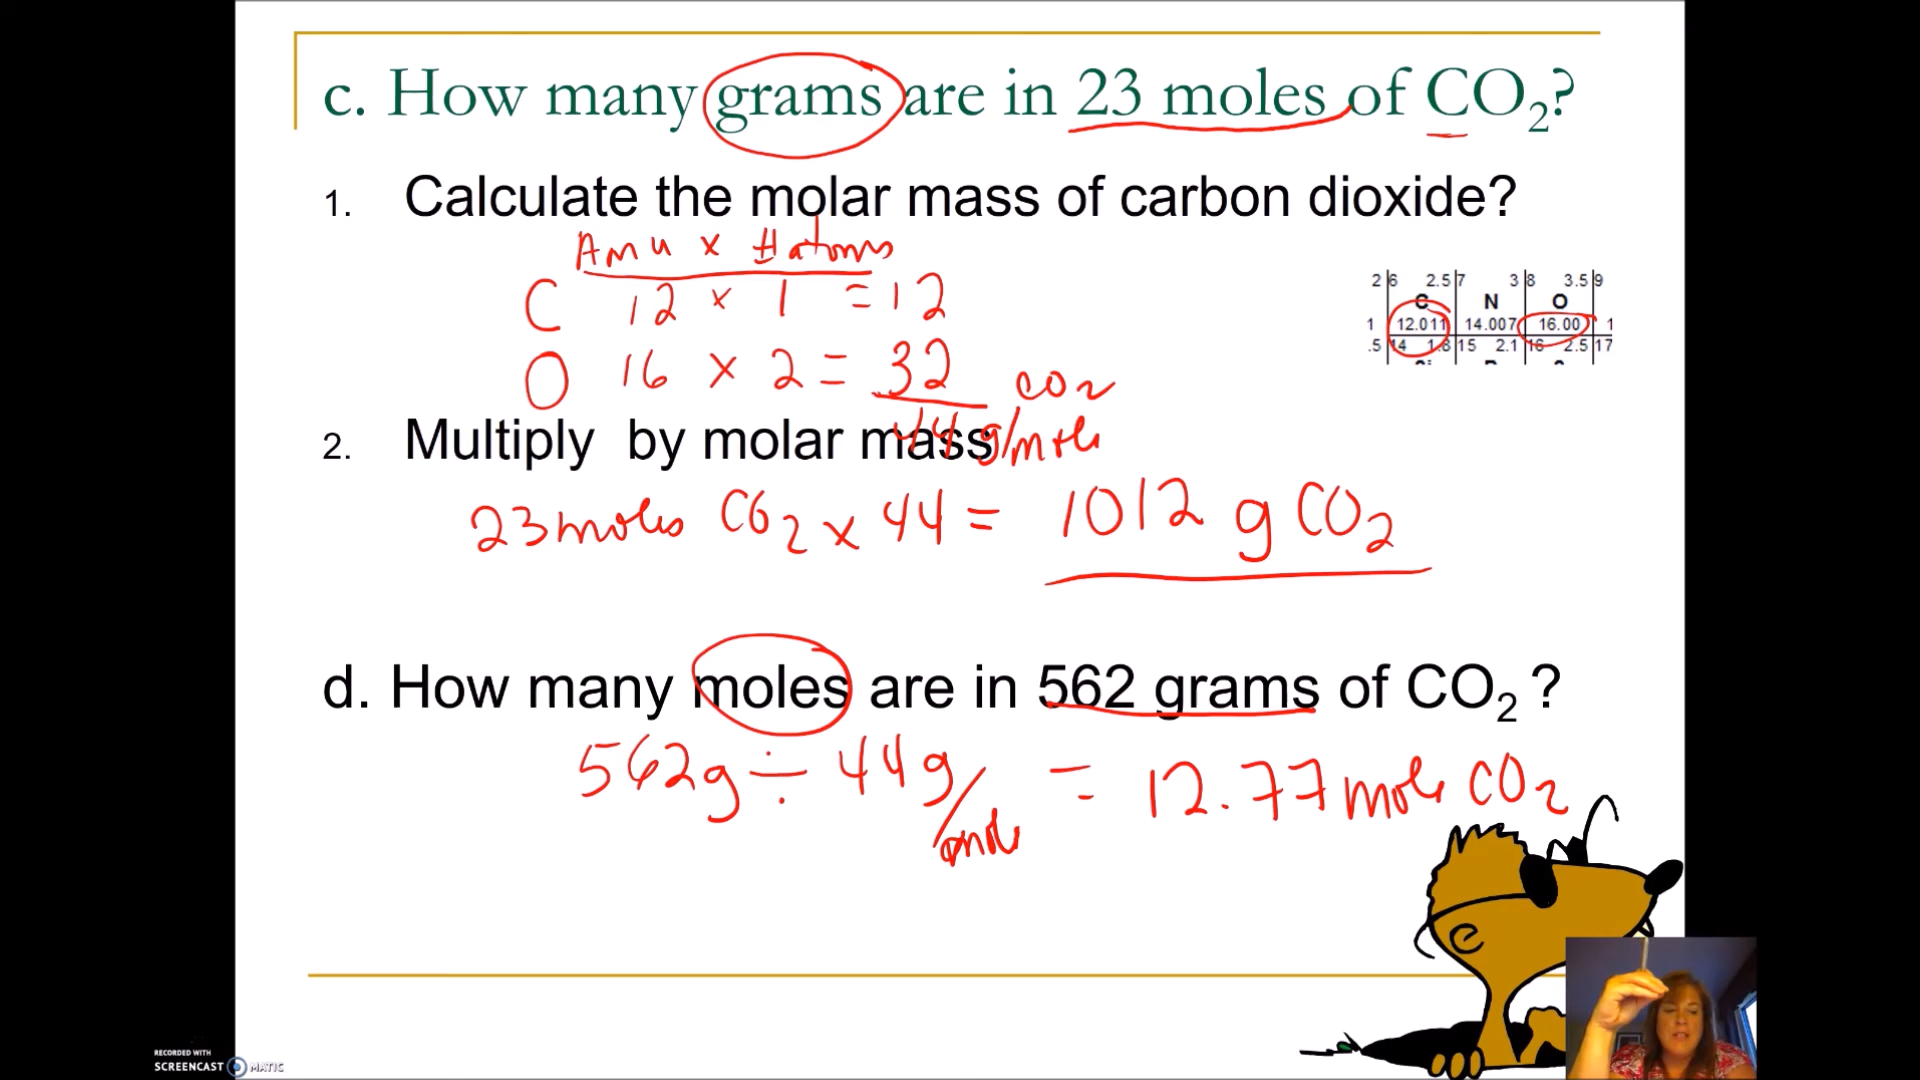 c. How many grams are in 23 moles of CO₂?
1. Calculate the molar mass of carbon dioxide?
Amu x # atoms
C 12 x 1 = 12
O 16 x 2 = 32 CO2
44 g/mole
2 6 2.5 7 3 8 3.5 9
C N O
1 12.011 14.007 16.00 1
.5 14 1.8 15 2.1 16 2.5 17
2. Multiply by molar mass
23 moles CO2 x 44 = 1012 g CO2
d. How many moles are in 562 grams of CO₂ ?
562g ÷ 44g/mole = 12.77 mole CO2
RECORDED WITH
SCREENCAST MATIC